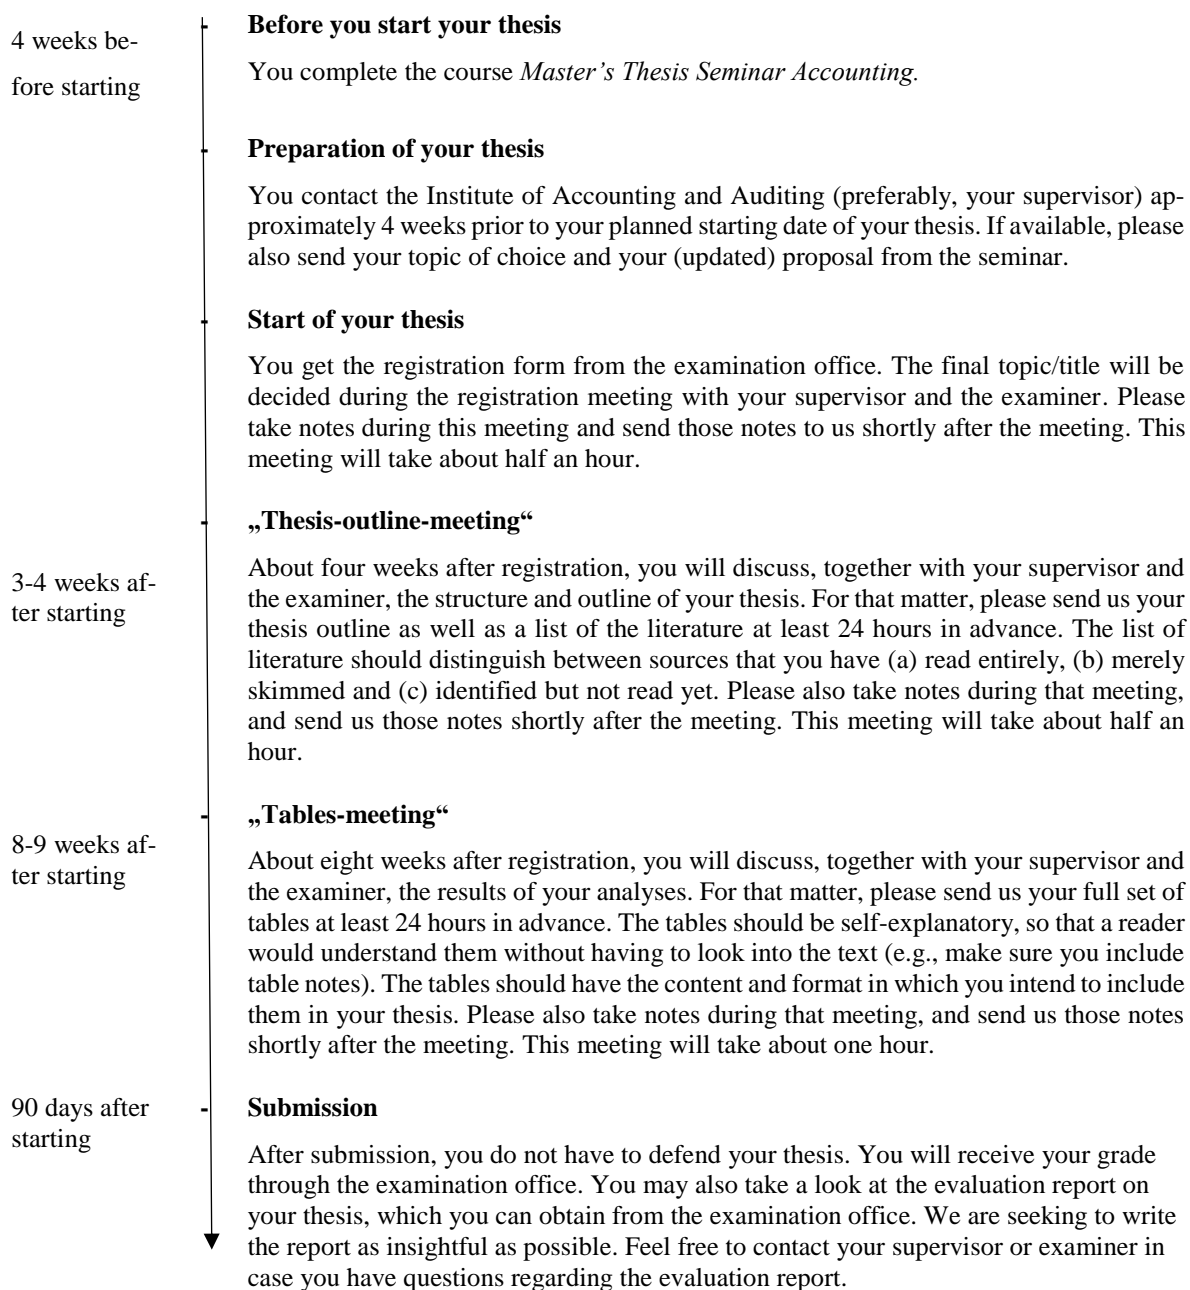 4 weeks be-
fore starting
- Before you start your thesis
You complete the course Master’s Thesis Seminar Accounting.
- Preparation of your thesis
You contact the Institute of Accounting and Auditing (preferably, your supervisor) ap-
proximately 4 weeks prior to your planned starting date of your thesis. If available, please
also send your topic of choice and your (updated) proposal from the seminar.
- Start of your thesis
You get the registration form from the examination office. The final topic/title will be
decided during the registration meeting with your supervisor and the examiner. Please
take notes during this meeting and send those notes to us shortly after the meeting. This
meeting will take about half an hour.
3-4 weeks af-
ter starting
- „Thesis-outline-meeting“
About four weeks after registration, you will discuss, together with your supervisor and
the examiner, the structure and outline of your thesis. For that matter, please send us your
thesis outline as well as a list of the literature at least 24 hours in advance. The list of
literature should distinguish between sources that you have (a) read entirely, (b) merely
skimmed and (c) identified but not read yet. Please also take notes during that meeting,
and send us those notes shortly after the meeting. This meeting will take about half an
hour.
8-9 weeks af-
ter starting
- „Tables-meeting“
About eight weeks after registration, you will discuss, together with your supervisor and
the examiner, the results of your analyses. For that matter, please send us your full set of
tables at least 24 hours in advance. The tables should be self-explanatory, so that a reader
would understand them without having to look into the text (e.g., make sure you include
table notes). The tables should have the content and format in which you intend to include
them in your thesis. Please also take notes during that meeting, and send us those notes
shortly after the meeting. This meeting will take about one hour.
90 days after
starting
- Submission
After submission, you do not have to defend your thesis. You will receive your grade
through the examination office. You may also take a look at the evaluation report on
your thesis, which you can obtain from the examination office. We are seeking to write
the report as insightful as possible. Feel free to contact your supervisor or examiner in
case you have questions regarding the evaluation report.